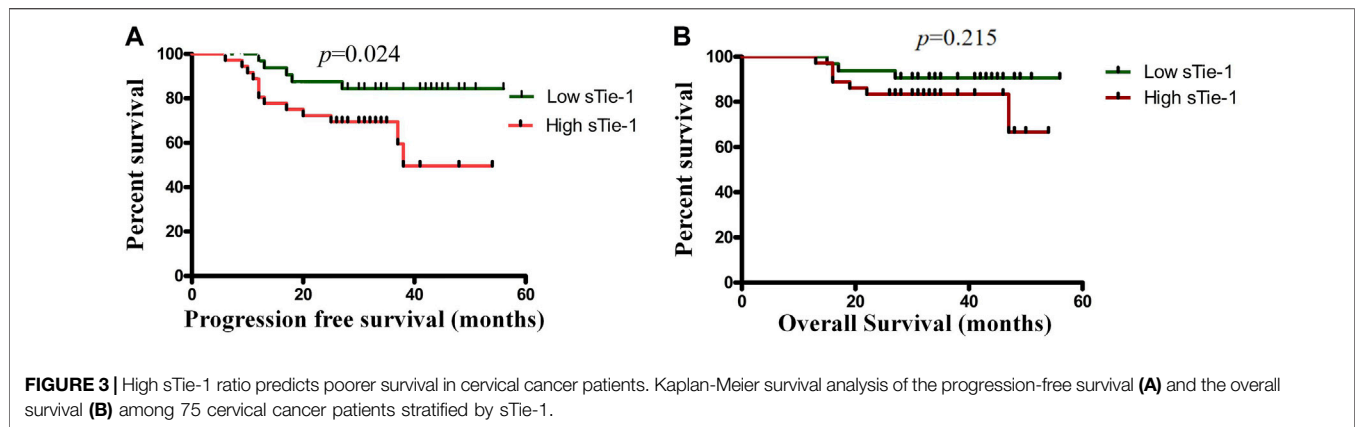 A
p=0.024
100
80
60
40
20
0
Percent survival
0 20 40 60
Progression free survival (months)
Low sTie-1
High sTie-1
B
p=0.215
100
80
60
40
20
0
Percent survival
0 20 40 60
Overall Survival (months)
Low sTie-1
High sTie-1
FIGURE 3 | High sTie-1 ratio predicts poorer survival in cervical cancer patients. Kaplan-Meier survival analysis of the progression-free survival (A) and the overall
survival (B) among 75 cervical cancer patients stratified by sTie-1.